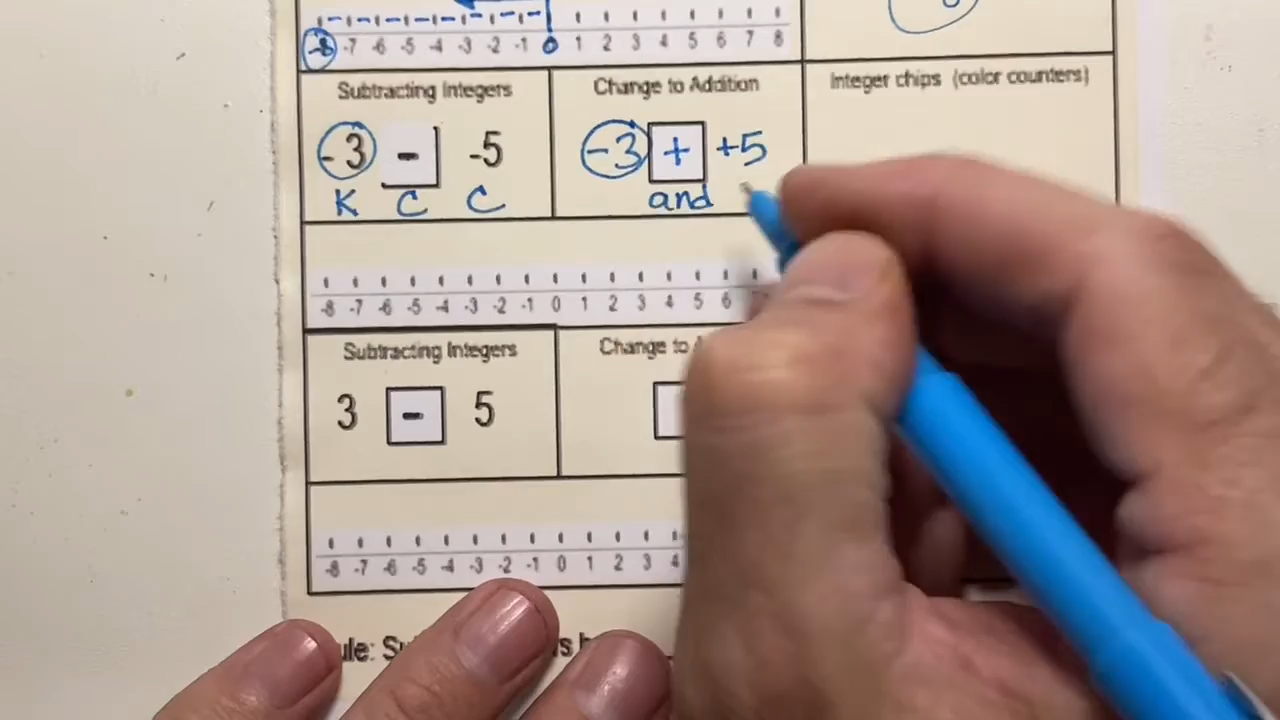 -8 -7 -6 -5 -4 -3 -2 -1 0 1 2 3 4 5 6 7 8
Subtracting Integers
-3 - -5
K C C
Change to Addition
-3 + +5
and
Integer chips (color counters)
-8 -7 -6 -5 -4 -3 -2 -1 0 1 2 3 4 5 6
Subtracting Integers
3 - 5
Change to
-8 -7 -6 -5 -4 -3 -2 -1 0 1 2 3 4